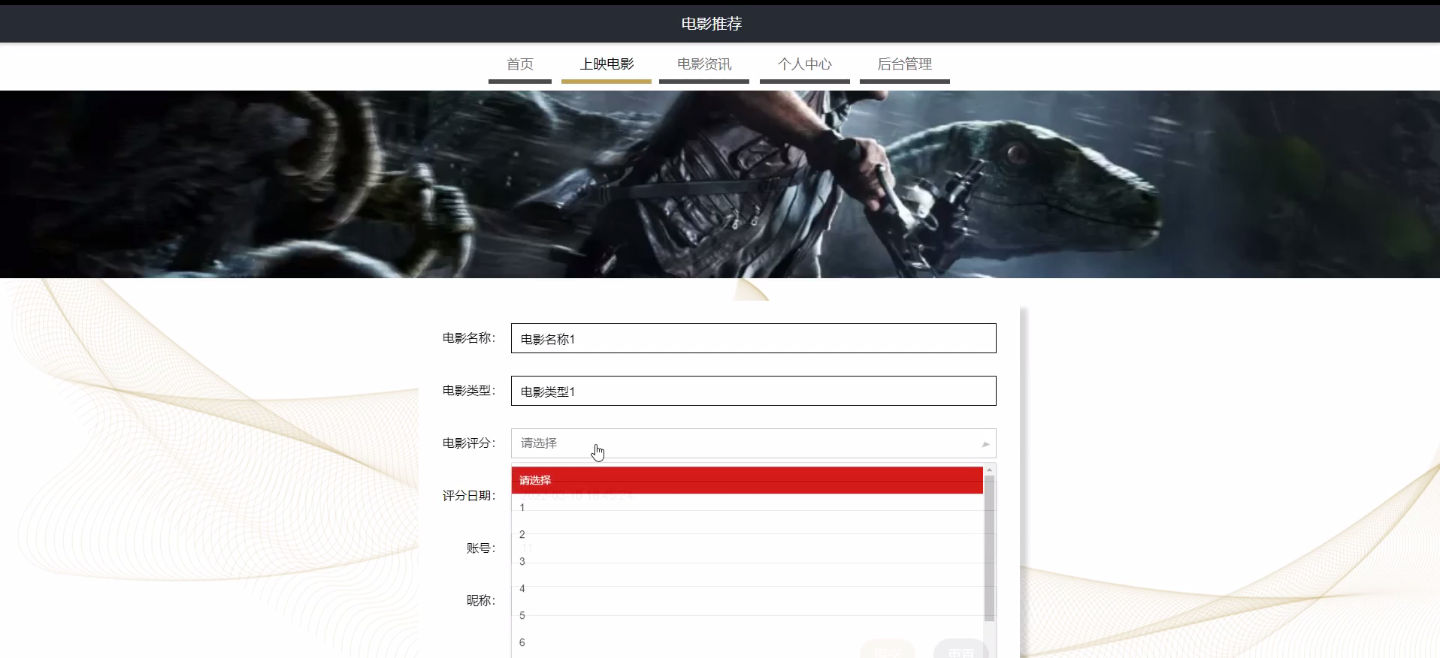 电影推荐
首页 上映电影 电影资讯 个人中心 后台管理
电影名称： 电影名称1
电影类型： 电影类型1
电影评分： 请选择
请选择
评分日期：
1
2
账号：
3
4
昵称：
5
6
重置